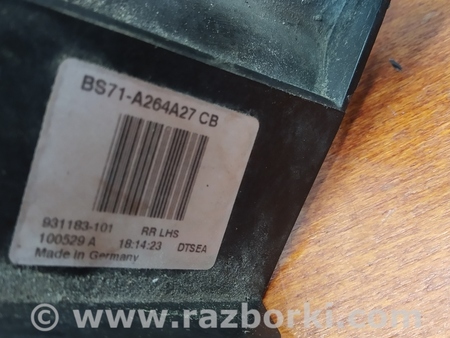 BS71-A264A27 CB
931183-101 RR LHS
100529 A 18:14:23 DTSEA
Made in Germany
© www.razborki.com